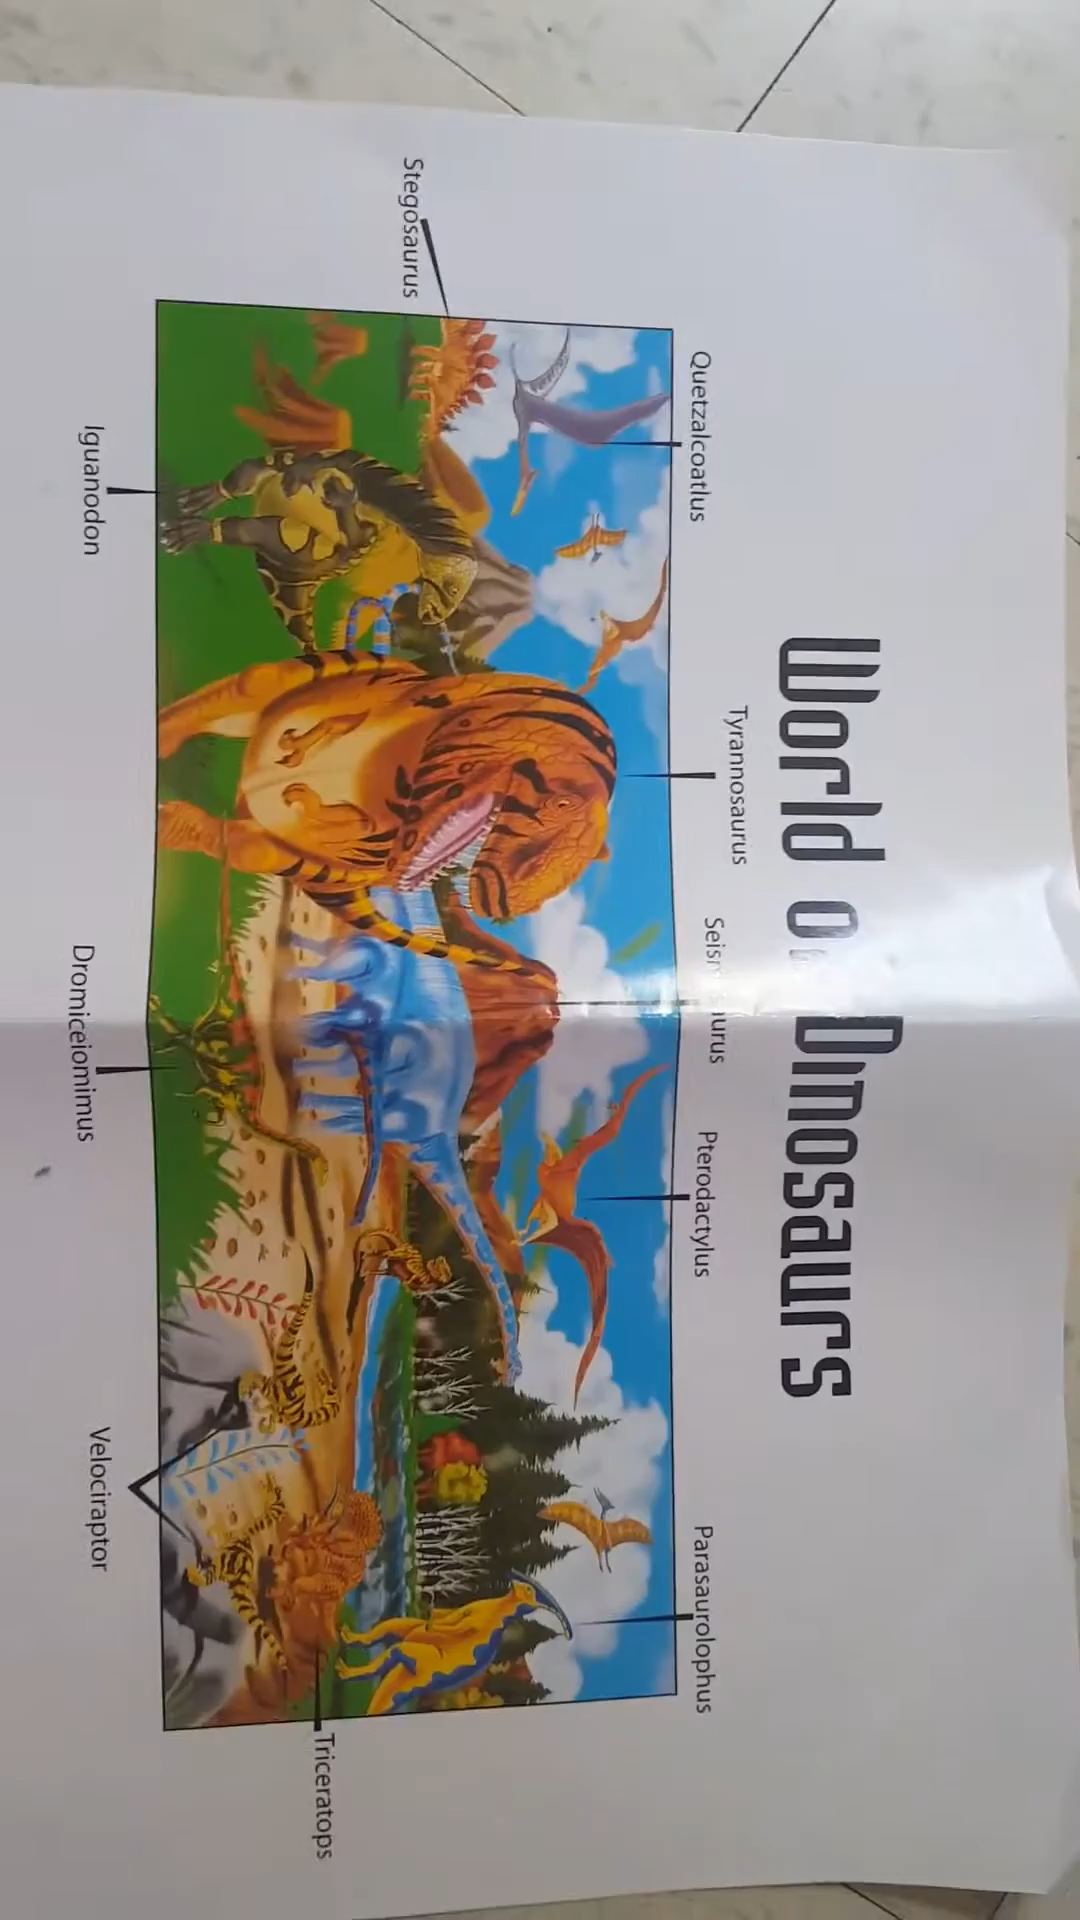 World of Dinosaurs
Tyrannosaurus
Quetzalcoatlus
Pterodactylus
Parasaurolophus
Stegosaurus
Triceratops
Iguanodon
Dromiceiomimus
Velociraptor